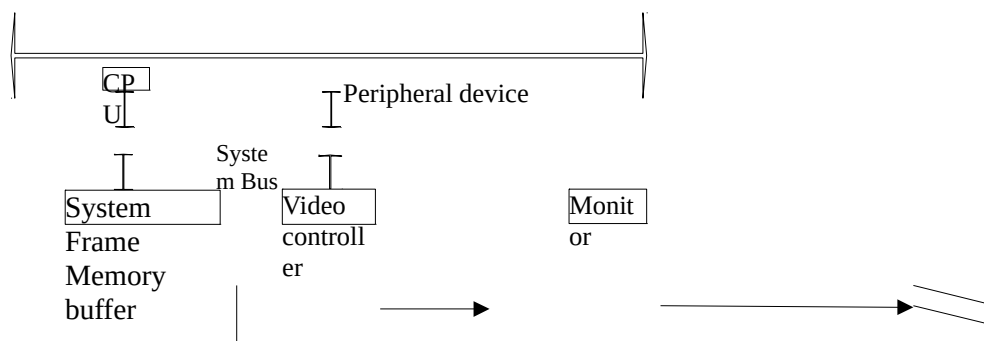 CP
U
Peripheral device
Syste
m Bus
System
Frame
Memory
buffer
Video
controll
er
Monit
or